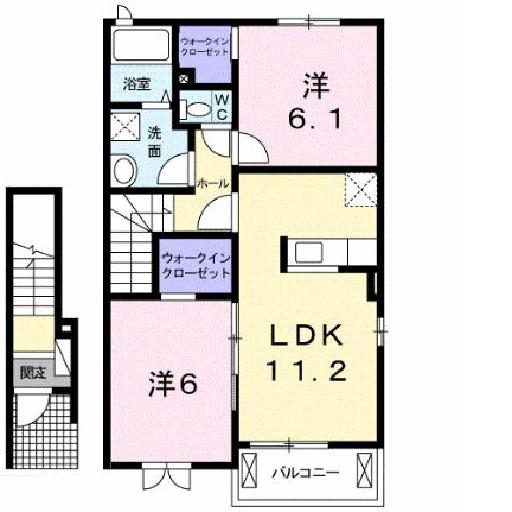 ウォークイン
クローゼット
浴室
洋
6.1
WC
洗面
ホール
ウォークイン
クローゼット
LDK
11.2
玄関
洋6
バルコニー